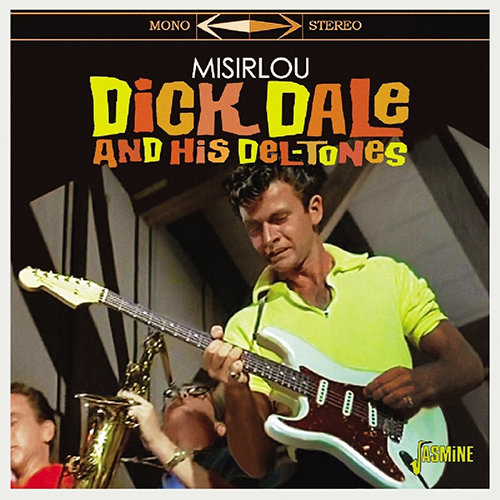 MONO STEREO
MISIRLOU
DICK DALE
AND HIS DEL-TONES
JASMINE